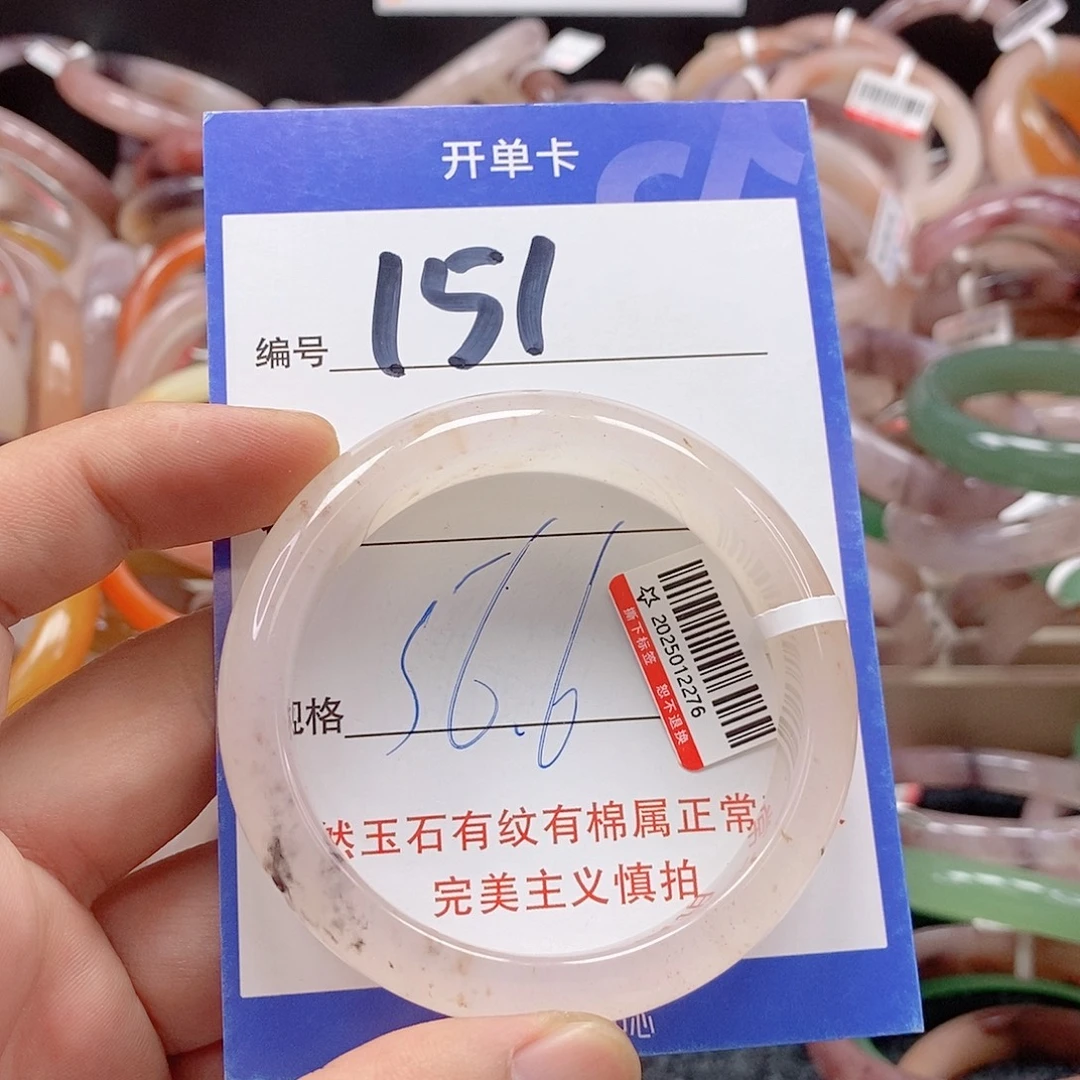 开单卡
编号 151
规格 56.6
2025012276
撕下标签 恕不退换
然玉石有纹有棉属正常
完美主义慎拍